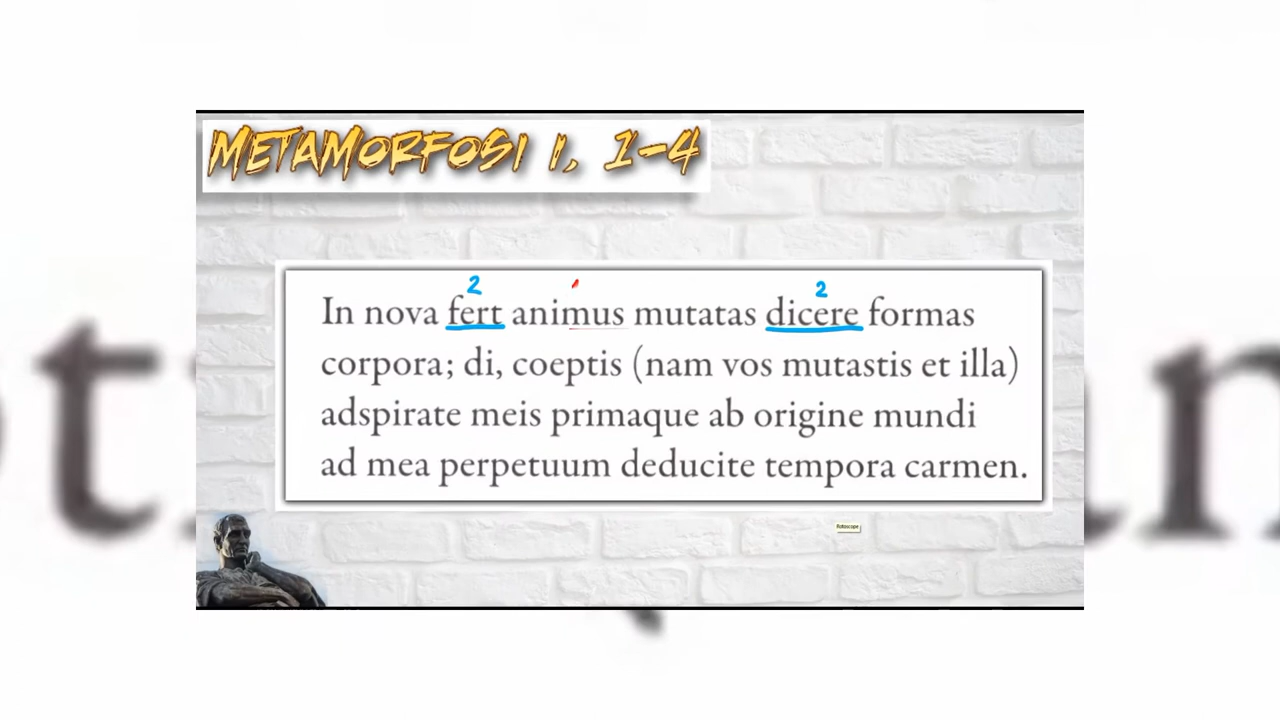 METAMORFOSI I, 1-4
2 2
In nova fert animus mutatas dicere formas
corpora; di, coeptis (nam vos mutastis et illa)
adspirate meis primaque ab origine mundi
ad mea perpetuum deducite tempora carmen.